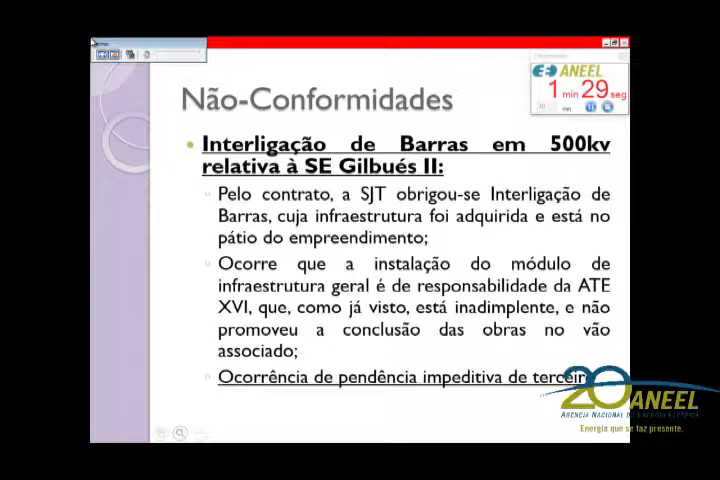 ANEEL
1 min 29 seg
10 min
Não-Conformidades
Interligação de Barras em 500kv
relativa à SE Gilbués II:
Pelo contrato, a SJT obrigou-se Interligação de
Barras, cuja infraestrutura foi adquirida e está no
pátio do empreendimento;
Ocorre que a instalação do módulo de
infraestrutura geral é de responsabilidade da ATE
XVI, que, como já visto, está inadimplente, e não
promoveu a conclusão das obras no vão
associado;
Ocorrência de pendência impeditiva de terceir
20 ANEEL
AGÊNCIA NACIONAL DE ENERGIA ELÉTRICA
Energia que se faz presente.